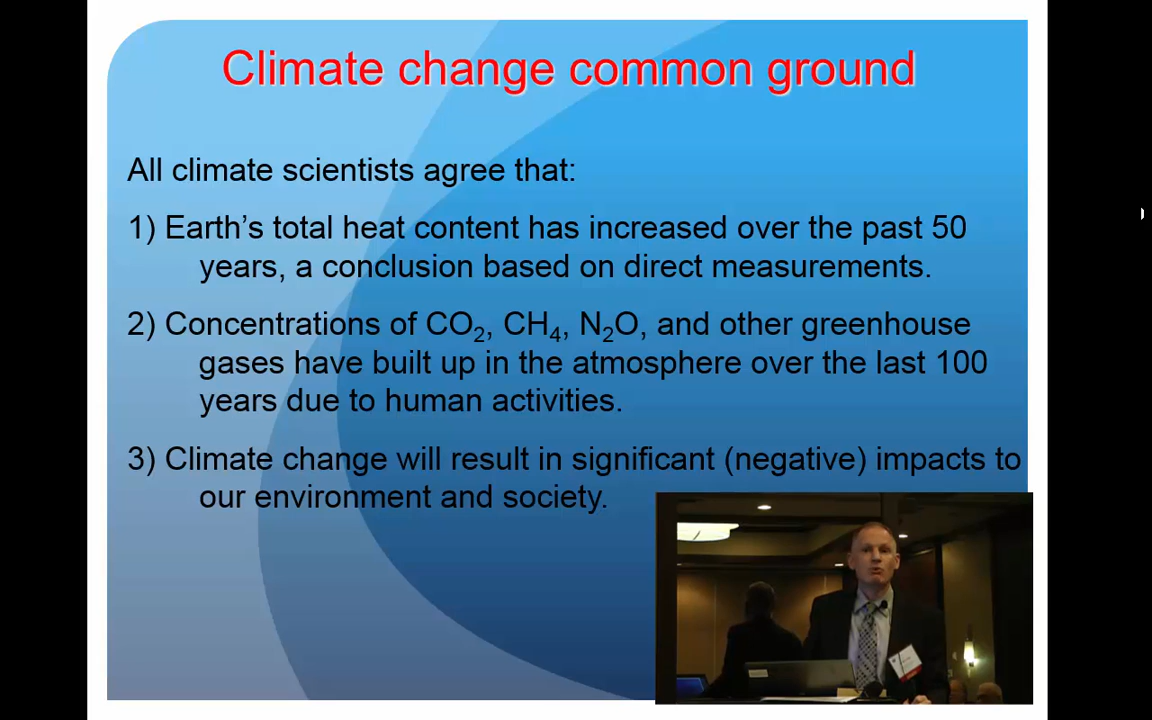 Climate change common ground
All climate scientists agree that:
1) Earth’s total heat content has increased over the past 50
years, a conclusion based on direct measurements.
2) Concentrations of CO₂, CH₄, N₂O, and other greenhouse
gases have built up in the atmosphere over the last 100
years due to human activities.
3) Climate change will result in significant (negative) impacts to
our environment and society.